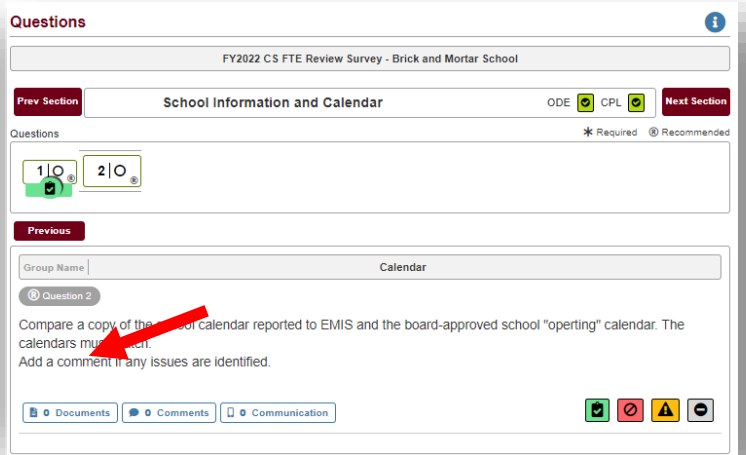 Questions
FY2022 CS FTE Review Survey - Brick and Mortar School
Prev Section
School Information and Calendar
ODE CPL
Next Section
Questions
* Required ® Recommended
1 ® 2 ®
Previous
Group Name Calendar
® Question 2
Compare a copy of the calendar reported to EMIS and the board-approved school "operting" calendar. The
calendars
Add a comment if any issues are identified.
0 Documents 0 Comments 0 Communication